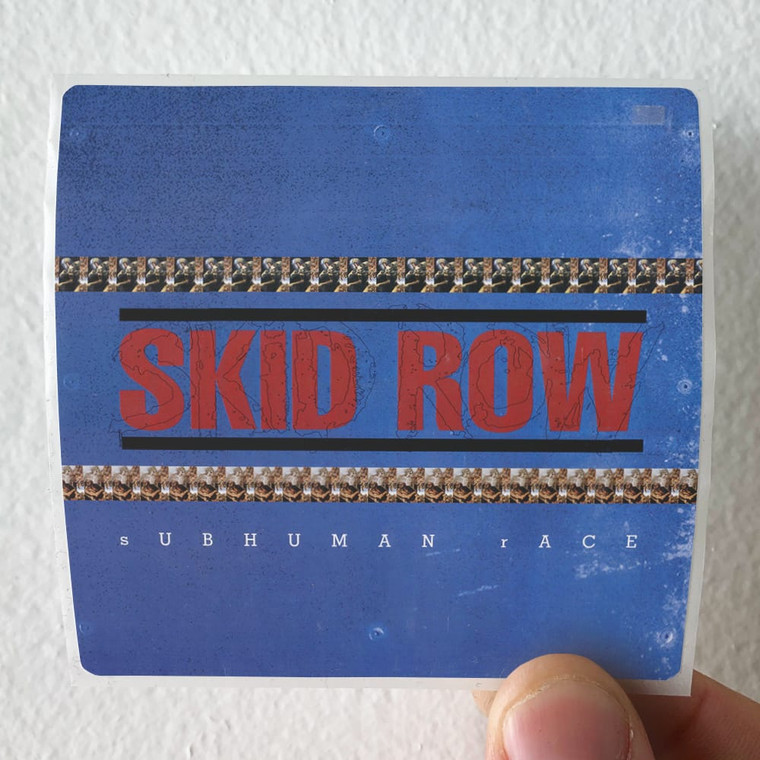 SKID ROW
sUBHUMAN rACE